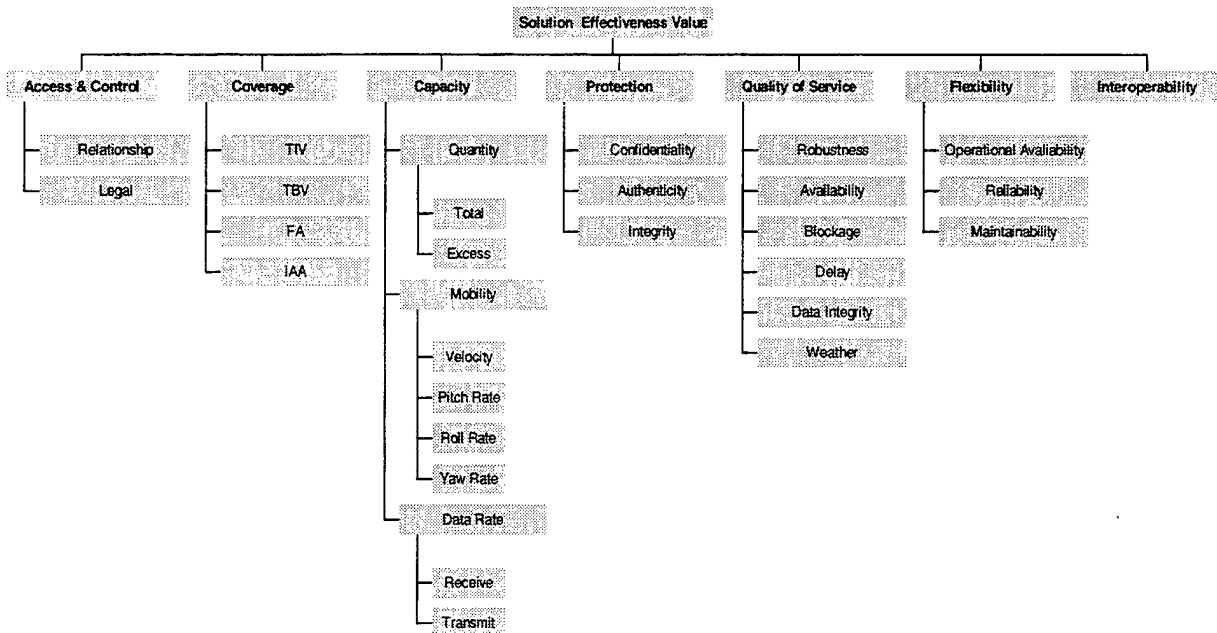 Solution Effectiveness Value
Access & Control
Coverage
Capacity
Protection
Quality of Service
Flexibility
Interoperability
Relationship
Legal
TIV
TBV
FA
IAA
Quantity
Total
Excess
Mobility
Velocity
Pitch Rate
Roll Rate
Yaw Rate
Data Rate
Receive
Transmit
Confidentiality
Authenticity
Integrity
Robustness
Availability
Blockage
Delay
Data Integrity
Weather
Operational Avaliability
Reliability
Maintainability